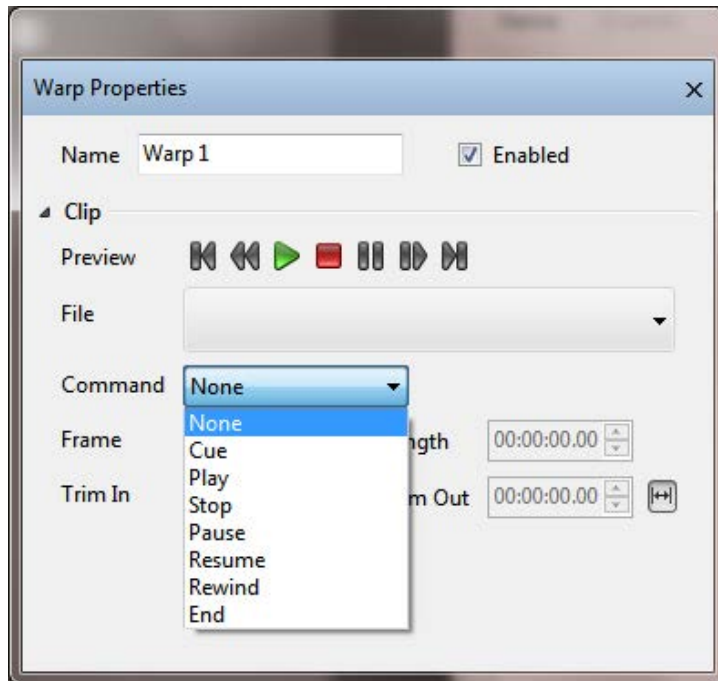 Warp Properties
Name Warp 1 Enabled
Clip
Preview
File
Command None
None
Cue
Play
Stop
Pause
Resume
Rewind
End
Frame 00:00:00.00
Trim In Out 00:00:00.00